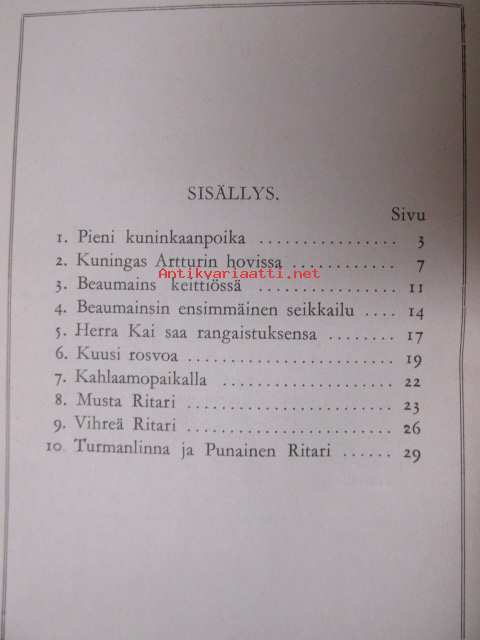 SISÄLLYS.
Sivu
1. Pieni kuninkaanpoika ................ 3
2. Kuningas Artturin hovissa ............ 7
Antikvariaatti.net
3. Beaumains keittiössä ................. 11
4. Beaumainsin ensimmäinen seikkailu .... 14
5. Herra Kai saa rangaistuksensa ........ 17
6. Kuusi rosvoa ......................... 19
7. Kahlaamopaikalla ..................... 22
8. Musta Ritari ......................... 23
9. Vihreä Ritari ........................ 26
10. Turmanlinna ja Punainen Ritari ...... 29